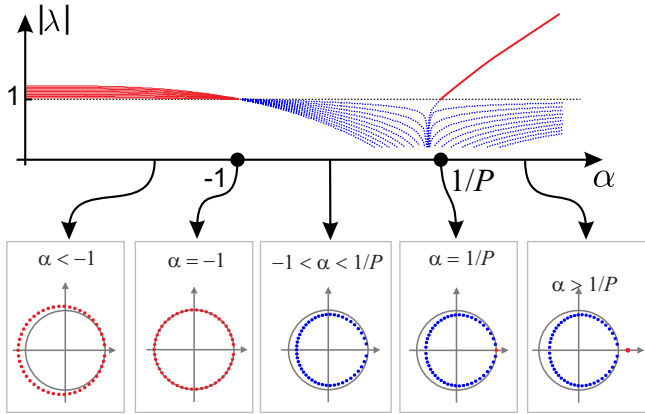 |λ|
1
-1
1/P
α
α < −1
α = −1
−1 < α < 1/P
α = 1/P
α > 1/P